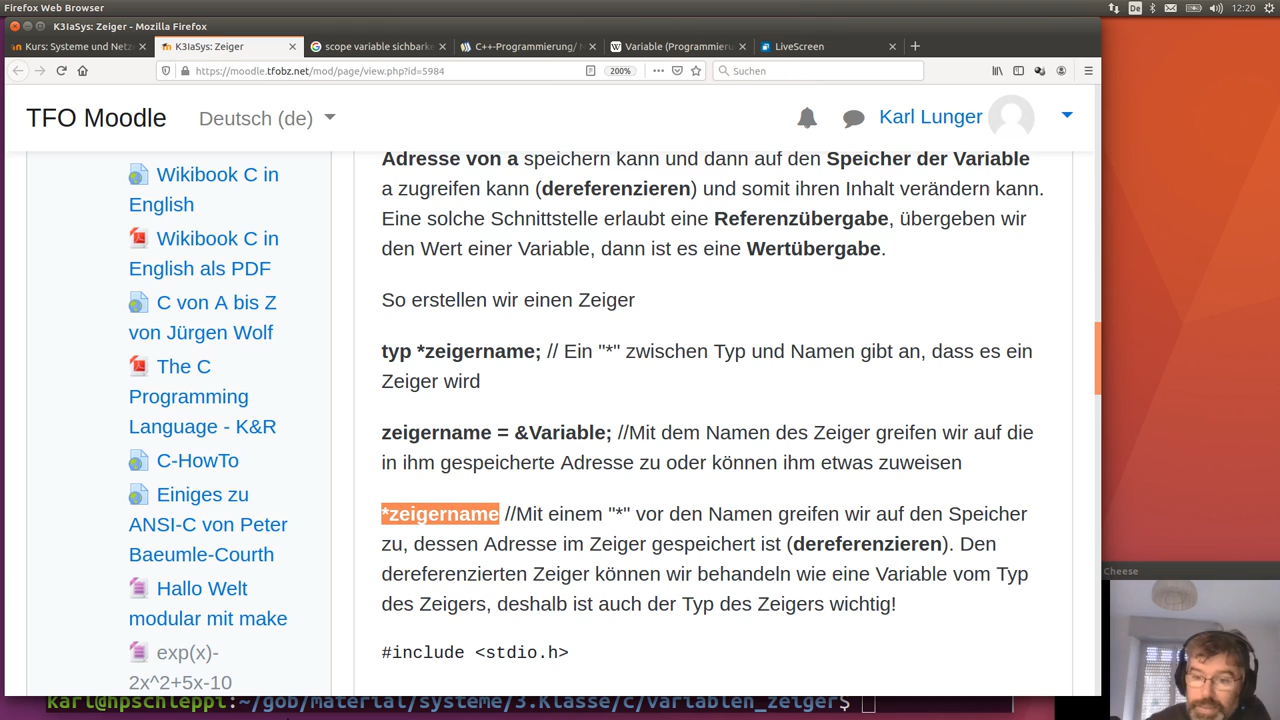 Firefox Web Browser
De
12:20
K3IaSys: Zeiger - Mozilla Firefox
Kurs: Systeme und Netz
K3IaSys: Zeiger
scope variable sichtbarke
C++-Programmierung/ N
Variable (Programmieru
LiveScreen
https://moodle.tfobz.net/mod/page/view.php?id=5984
200%
Suchen
TFO Moodle
Deutsch (de)
Karl Lunger
Wikibook C in
English
Wikibook C in
English als PDF
C von A bis Z
von Jürgen Wolf
The C
Programming
Language - K&R
C-HowTo
Einiges zu
ANSI-C von Peter
Baeumle-Courth
Hallo Welt
modular mit make
exp(x)-
2x^2+5x-10
Adresse von a speichern kann und dann auf den Speicher der Variable
a zugreifen kann (dereferenzieren) und somit ihren Inhalt verändern kann.
Eine solche Schnittstelle erlaubt eine Referenzübergabe, übergeben wir
den Wert einer Variable, dann ist es eine Wertübergabe.
So erstellen wir einen Zeiger
typ *zeigername; // Ein "*" zwischen Typ und Namen gibt an, dass es ein
Zeiger wird
zeigername = &Variable; //Mit dem Namen des Zeiger greifen wir auf die
in ihm gespeicherte Adresse zu oder können ihm etwas zuweisen
*zeigername //Mit einem "*" vor den Namen greifen wir auf den Speicher
zu, dessen Adresse im Zeiger gespeichert ist (dereferenzieren). Den
dereferenzierten Zeiger können wir behandeln wie eine Variable vom Typ
des Zeigers, deshalb ist auch der Typ des Zeigers wichtig!
#include <stdio.h>
Cheese
karl@hpschleppi:~/gob/material/systeme/3.klasse/c/variablen_zeiger$